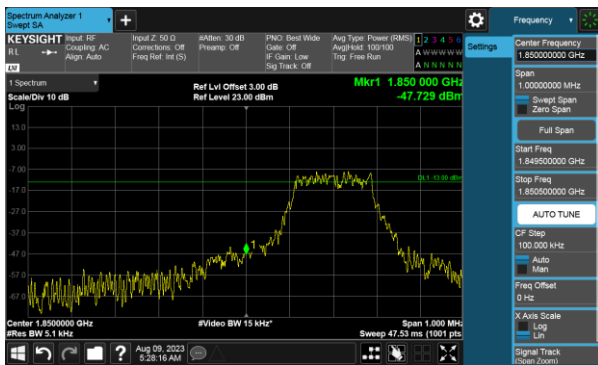 Spectrum Analyzer 1
Swept SA
+
Frequency
KEYSIGHT
RL
LXI
Input: RF
Coupling: AC
Align: Auto
Input Z: 50 Ω
Corrections: Off
Freq Ref: Int (S)
#Atten: 30 dB
Preamp: Off
PNO: Best Wide
Gate: Off
IF Gain: Low
Sig Track: Off
Avg Type: Power (RMS)
Avg|Hold: 100/100
Trig: Free Run
1 2 3 4 5 6
A W W W W W
A N N N N N
Settings
1 Spectrum
Scale/Div 10 dB
Log
Ref Lvl Offset 3.00 dB
Ref Level 23.00 dBm
Mkr1 1.850 000 GHz
-47.729 dBm
13.0
3.00
-7.00
-17.0
-27.0
-37.0
-47.0
-57.0
-67.0
DL1 -13.00 dBm
1
Center 1.8500000 GHz
#Res BW 5.1 kHz
#Video BW 15 kHz*
Span 1.000 MHz
Sweep 47.53 ms (1001 pts)
Aug 09, 2023
5:28:16 AM
?
Center Frequency
1.850000000 GHz
Span
1.00000000 MHz
Swept Span
Zero Span
Full Span
Start Freq
1.849500000 GHz
Stop Freq
1.850500000 GHz
AUTO TUNE
CF Step
100.000 kHz
Auto
Man
Freq Offset
0 Hz
X Axis Scale
Log
Lin
Signal Track
(Span Zoom)